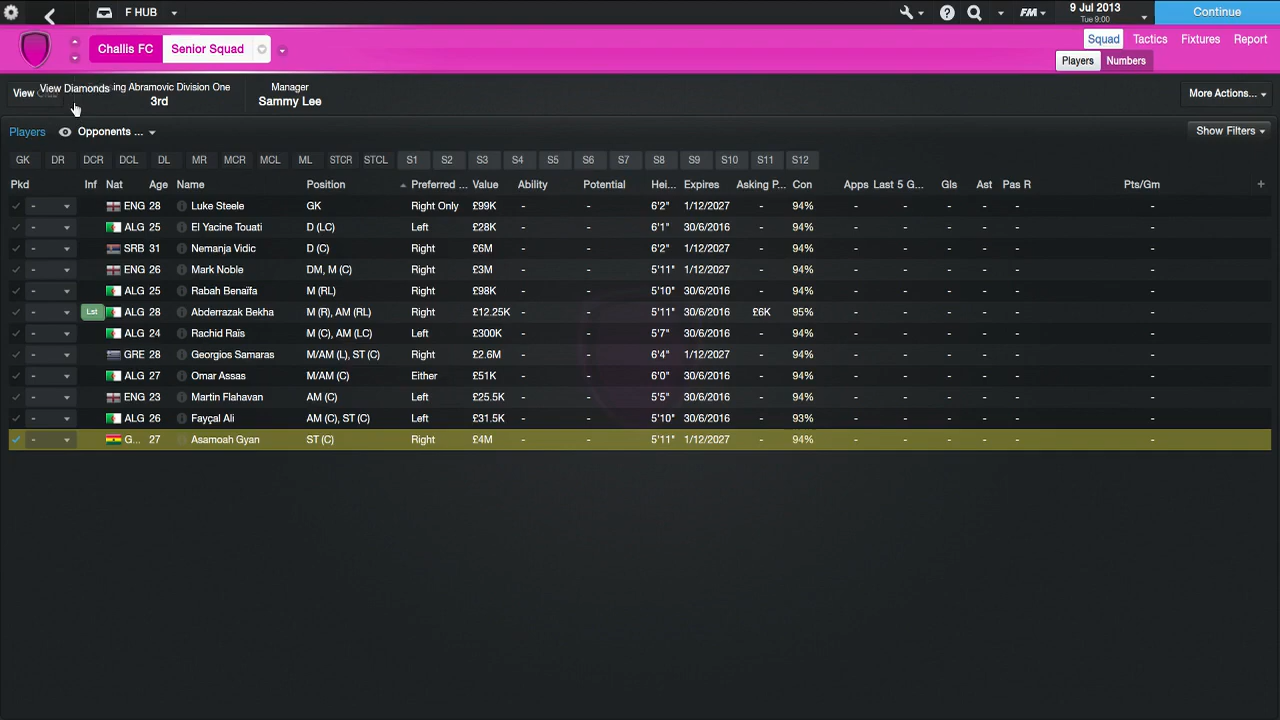 F HUB
FM
9 Jul 2013
Tue 9:00
Continue
Challis FC
Senior Squad
Squad
Tactics
Fixtures
Report
Players
Numbers
View
View Diamonds
ing Abramovic Division One
3rd
Manager
Sammy Lee
More Actions...
Players
Opponents ...
Show Filters
GK DR DCR DCL DL MR MCR MCL ML STCR STCL S1 S2 S3 S4 S5 S6 S7 S8 S9 S10 S11 S12
Pkd Inf Nat Age Name Position Preferred ... Value Ability Potential Hei... Expires Asking P... Con Apps Last 5 G... Gls Ast Pas R Pts/Gm +
- ENG 28 Luke Steele GK Right Only £99K - - 6'2" 1/12/2027 - 94% - - - - - -
- ALG 25 El Yacine Touati D (LC) Left £28K - - 6'1" 30/6/2016 - 94% - - - - - -
- SRB 31 Nemanja Vidic D (C) Right £6M - - 6'2" 1/12/2027 - 94% - - - - - -
- ENG 26 Mark Noble DM, M (C) Right £3M - - 5'11" 1/12/2027 - 94% - - - - - -
- ALG 25 Rabah Benaïfa M (RL) Right £98K - - 5'10" 30/6/2016 - 94% - - - - - -
- Lst ALG 28 Abderrazak Bekha M (R), AM (RL) Right £12.25K - - 5'11" 30/6/2016 £6K 95% - - - - - -
- ALG 24 Rachid Raïs M (C), AM (LC) Left £300K - - 5'7" 30/6/2016 - 94% - - - - - -
- GRE 28 Georgios Samaras M/AM (L), ST (C) Right £2.6M - - 6'4" 1/12/2027 - 94% - - - - - -
- ALG 27 Omar Assas M/AM (C) Either £51K - - 6'0" 30/6/2016 - 94% - - - - - -
- ENG 23 Martin Flahavan AM (C) Left £25.5K - - 5'5" 30/6/2016 - 94% - - - - - -
- ALG 26 Fayçal Ali AM (C), ST (C) Left £31.5K - - 5'10" 30/6/2016 - 93% - - - - - -
- G... 27 Asamoah Gyan ST (C) Right £4M - - 5'11" 1/12/2027 - 94% - - - - - -